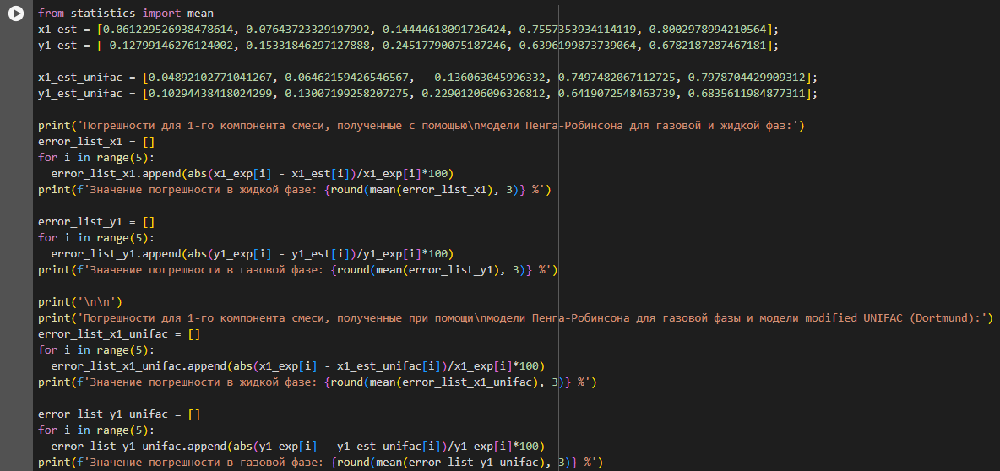 from statistics import mean
x1_est = [0.061229526938478614, 0.07643723329197992, 0.14444618091726424, 0.7557353934114119, 0.8002978994210564];
y1_est = [ 0.12799146276124002, 0.15331846297127888, 0.24517790075187246, 0.6396199873739064, 0.6782187287467181];
x1_est_unifac = [0.04892102771041267, 0.06462159426546567,   0.136063045996332, 0.7497482067112725, 0.7978704429909312];
y1_est_unifac = [0.10294438418024299, 0.13007199258207275, 0.22901206096326812, 0.6419072548463739, 0.6835611984877311];
print('Погрешности для 1-го компонента смеси, полученные с помощью\nмодели Пенга-Робинсона для газовой и жидкой фаз:')
error_list_x1 = []
for i in range(5):
  error_list_x1.append(abs(x1_exp[i] - x1_est[i])/x1_exp[i]*100)
print(f'Значение погрешности в жидкой фазе: {round(mean(error_list_x1), 3)} %')
error_list_y1 = []
for i in range(5):
  error_list_y1.append(abs(y1_exp[i] - y1_est[i])/y1_exp[i]*100)
print(f'Значение погрешности в газовой фазе: {round(mean(error_list_y1), 3)} %')
print('\n\n')
print('Погрешности для 1-го компонента смеси, полученные при помощи\nмодели Пенга-Робинсона для газовой фазы и модели modified UNIFAC (Dortmund):')
error_list_x1_unifac = []
for i in range(5):
  error_list_x1_unifac.append(abs(x1_exp[i] - x1_est_unifac[i])/x1_exp[i]*100)
print(f'Значение погрешности в жидкой фазе: {round(mean(error_list_x1_unifac), 3)} %')
error_list_y1_unifac = []
for i in range(5):
  error_list_y1_unifac.append(abs(y1_exp[i] - y1_est_unifac[i])/y1_exp[i]*100)
print(f'Значение погрешности в газовой фазе: {round(mean(error_list_y1_unifac), 3)} %')